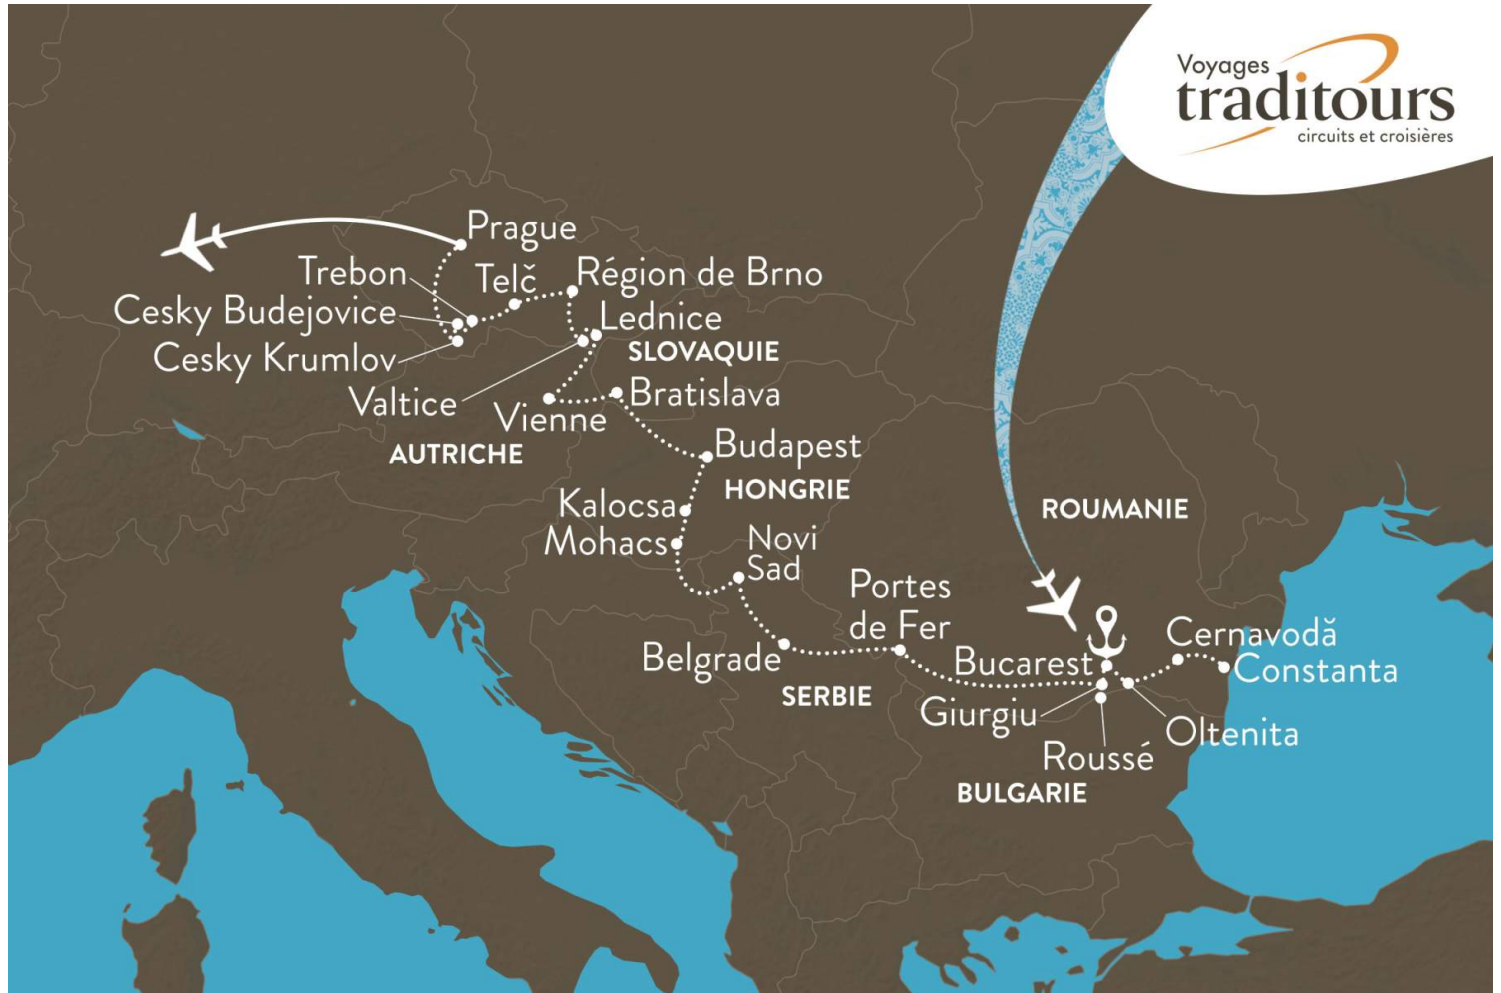 Voyages
traditours
circuits et croisières
Prague
Trebon
Telč
Région de Brno
Cesky Budejovice
Lednice
Cesky Krumlov
SLOVAQUIE
Valtice
Vienne
Bratislava
AUTRICHE
Budapest
HONGRIE
Kalocsa
Mohacs
Novi
Sad
ROUMANIE
Portes
de Fer
Belgrade
SERBIE
Bucarest
Cernavodă
Constanta
Giurgiu
Oltenita
Roussé
BULGARIE